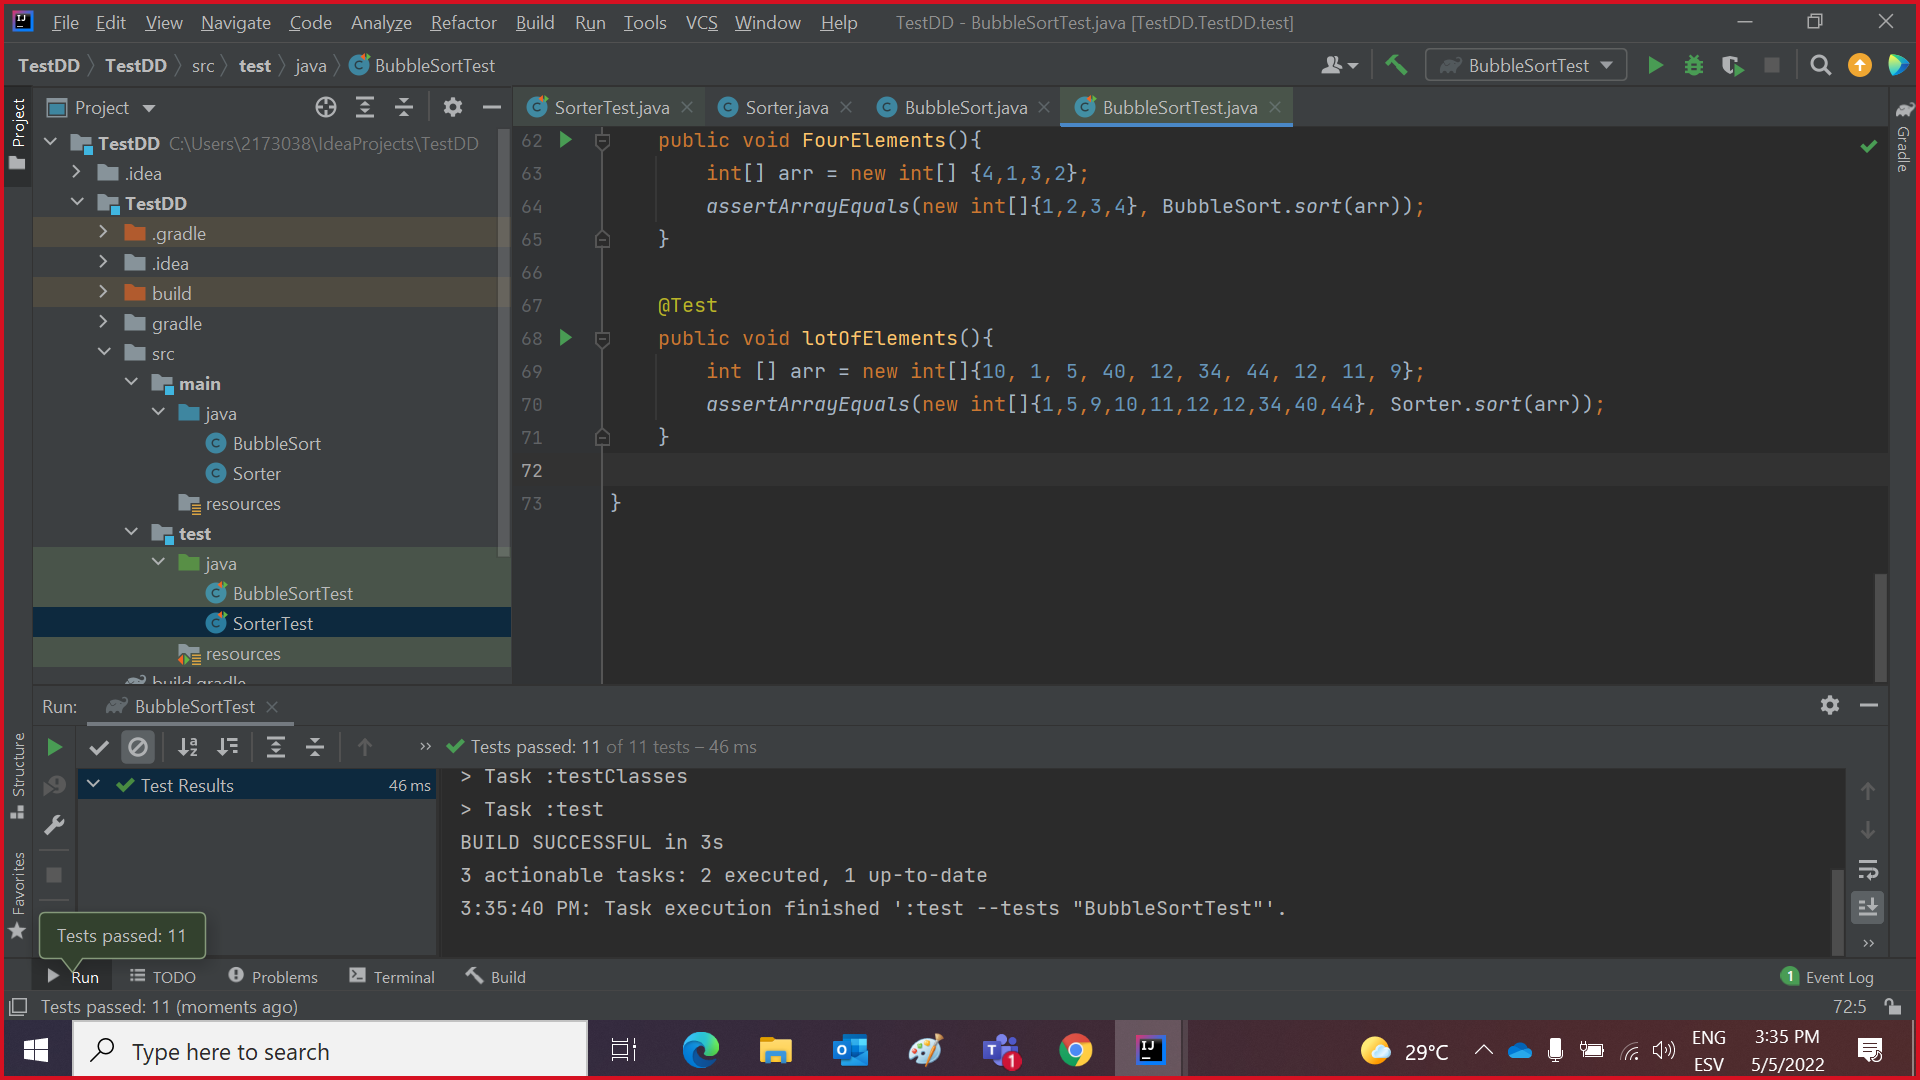 File Edit View Navigate Code Analyze Refactor Build Run Tools VCS Window Help TestDD - BubbleSortTest.java [TestDD.TestDD.test]
TestDD TestDD src test java BubbleSortTest
BubbleSortTest
Project
Project
SorterTest.java
Sorter.java
BubbleSort.java
BubbleSortTest.java
Gradle
TestDD C:\Users\2173038\IdeaProjects\TestDD
.idea
TestDD
.gradle
.idea
build
gradle
src
main
java
BubbleSort
Sorter
resources
test
java
BubbleSortTest
SorterTest
resources
build.gradle
62 public void FourElements(){
63 int[] arr = new int[] {4,1,3,2};
64 assertArrayEquals(new int[]{1,2,3,4}, BubbleSort.sort(arr));
65 }
66
67 @Test
68 public void lotOfElements(){
69 int [] arr = new int[]{10, 1, 5, 40, 12, 34, 44, 12, 11, 9};
70 assertArrayEquals(new int[]{1,5,9,10,11,12,12,34,40,44}, Sorter.sort(arr));
71 }
72
73 }
Run: BubbleSortTest
Tests passed: 11 of 11 tests – 46 ms
Test Results 46 ms
> Task :testClasses
> Task :test
BUILD SUCCESSFUL in 3s
3 actionable tasks: 2 executed, 1 up-to-date
3:35:40 PM: Task execution finished ':test --tests "BubbleSortTest"'.
Structure
Favorites
Tests passed: 11
Run TODO Problems Terminal Build 1 Event Log
Tests passed: 11 (moments ago) 72:5
Type here to search
1
29°C
ENG
ESV
3:35 PM
5/5/2022